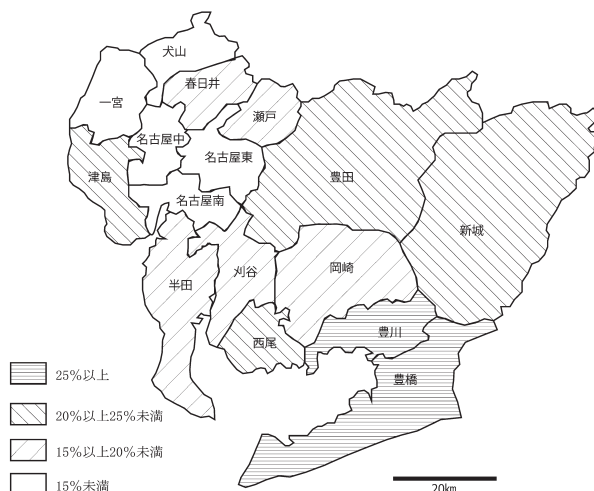 犬山
春日井
一宮
瀬戸
名古屋中
名古屋東
津島
豊田
名古屋南
新城
岡崎
刈谷
半田
豊川
西尾
豊橋
25%以上
20%以上25%未満
15%以上20%未満
15%未満
20km